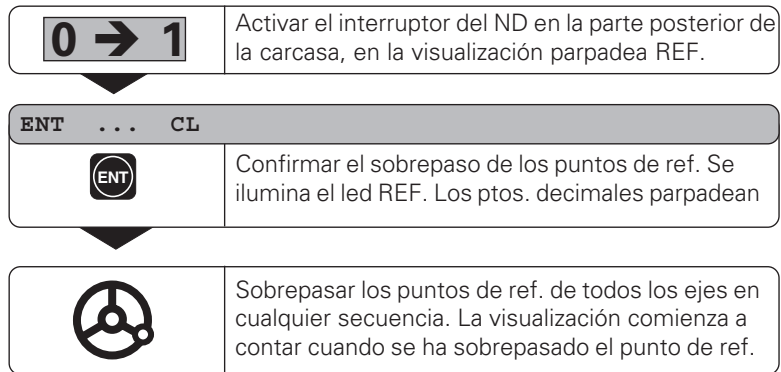 0 → 1
Activar el interruptor del ND en la parte posterior de
la carcasa, en la visualización parpadea REF.
ENT ... CL
ENT
Confirmar el sobrepaso de los puntos de ref. Se
ilumina el led REF. Los ptos. decimales parpadean
Sobrepasar los puntos de ref. de todos los ejes en
cualquier secuencia. La visualización comienza a
contar cuando se ha sobrepasado el punto de ref.